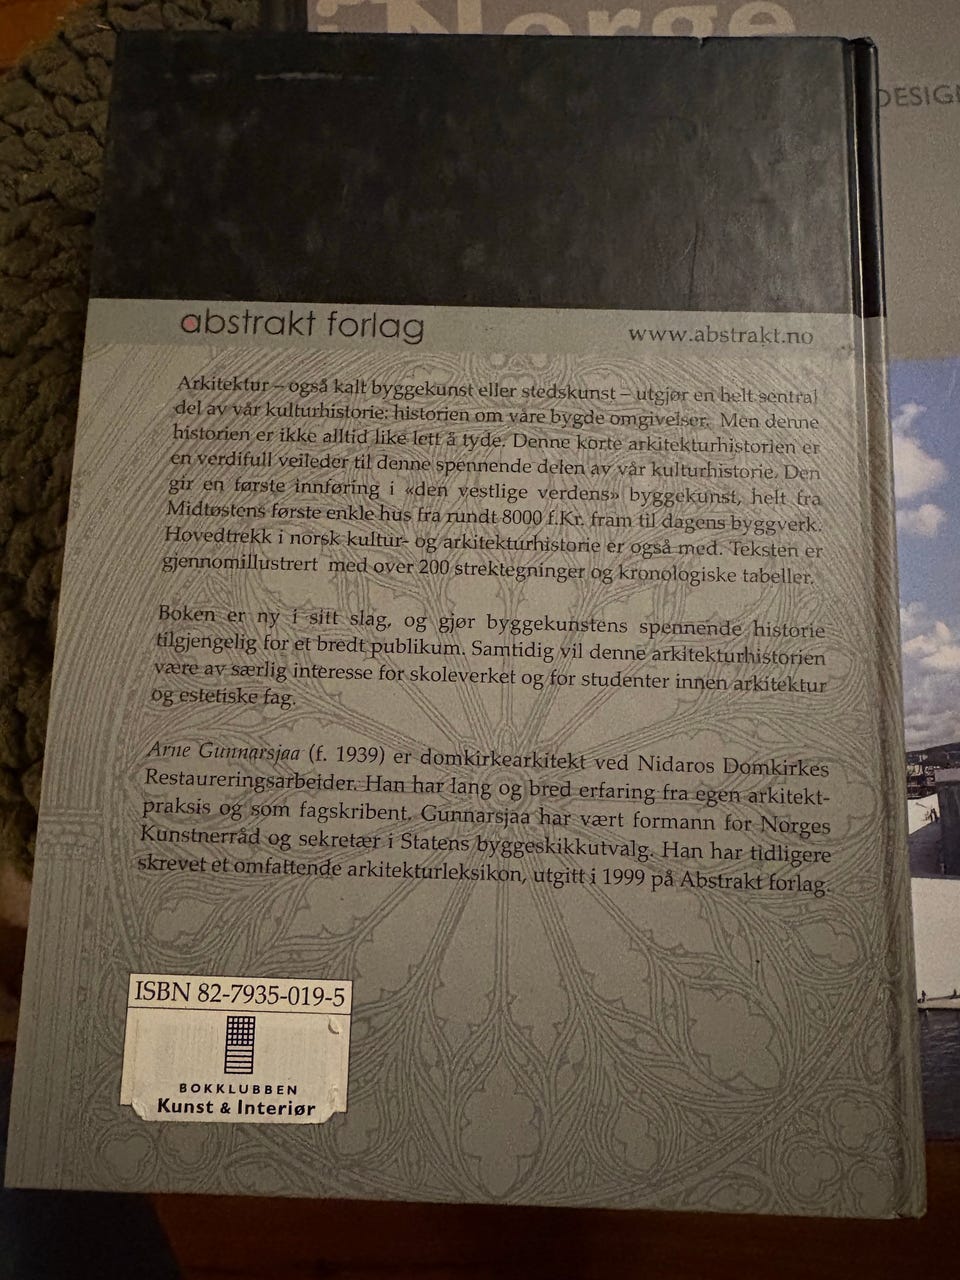 Norge
DESIGN
abstrakt forlag
www.abstrakt.no
Arkitektur – også kalt byggekunst eller stedskunst – utgjør en helt sentral
del av vår kulturhistorie: historien om våre bygde omgivelser. Men denne
historien er ikke alltid like lett å tyde. Denne korte arkitekturhistorien er
en verdifull veileder til denne spennende delen av vår kulturhistorie. Den
gir en første innføring i «den vestlige verdens» byggekunst, helt fra
Midtøstens første enkle hus fra rundt 8000 f.Kr. fram til dagens byggverk.
Hovedtrekk i norsk kultur- og arkitekturhistorie er også med. Teksten er
gjennomillustrert med over 200 strektegninger og kronologiske tabeller.
Boken er ny i sitt slag, og gjør byggekunstens spennende historie
tilgjengelig for et bredt publikum. Samtidig vil denne arkitekturhistorien
være av særlig interesse for skoleverket og for studenter innen arkitektur
og estetiske fag.
Arne Gunnarsjaa (f. 1939) er domkirkearkitekt ved Nidaros Domkirkes
Restaureringsarbeider. Han har lang og bred erfaring fra egen arkitekt-
praksis og som fagskribent. Gunnarsjaa har vært formann for Norges
Kunstnerråd og sekretær i Statens byggeskikkutvalg. Han har tidligere
skrevet et omfattende arkitekturleksikon, utgitt i 1999 på Abstrakt forlag.
ISBN 82-7935-019-5
BOKKLUBBEN
Kunst & Interiør